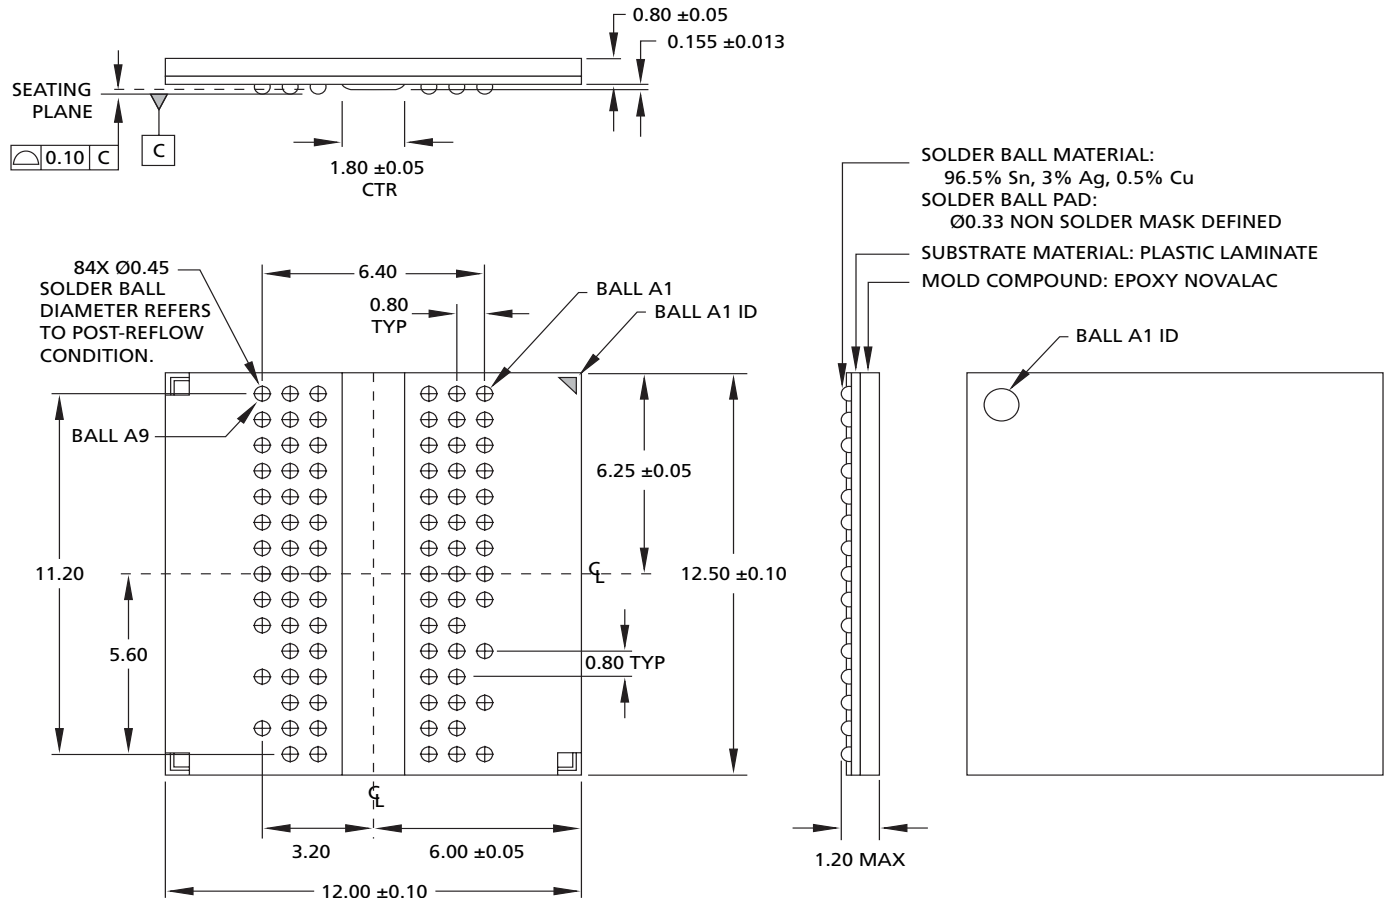 0.80 ±0.05
0.155 ±0.013
SEATING
PLANE
0.10 C
C
1.80 ±0.05
CTR
SOLDER BALL MATERIAL:
96.5% Sn, 3% Ag, 0.5% Cu
SOLDER BALL PAD:
Ø0.33 NON SOLDER MASK DEFINED
SUBSTRATE MATERIAL: PLASTIC LAMINATE
MOLD COMPOUND: EPOXY NOVALAC
84X Ø0.45
SOLDER BALL
DIAMETER REFERS
TO POST-REFLOW
CONDITION.
6.40
0.80
TYP
BALL A1
BALL A1 ID
BALL A1 ID
BALL A9
6.25 ±0.05
11.20
CL
12.50 ±0.10
5.60
0.80 TYP
CL
3.20
6.00 ±0.05
1.20 MAX
12.00 ±0.10